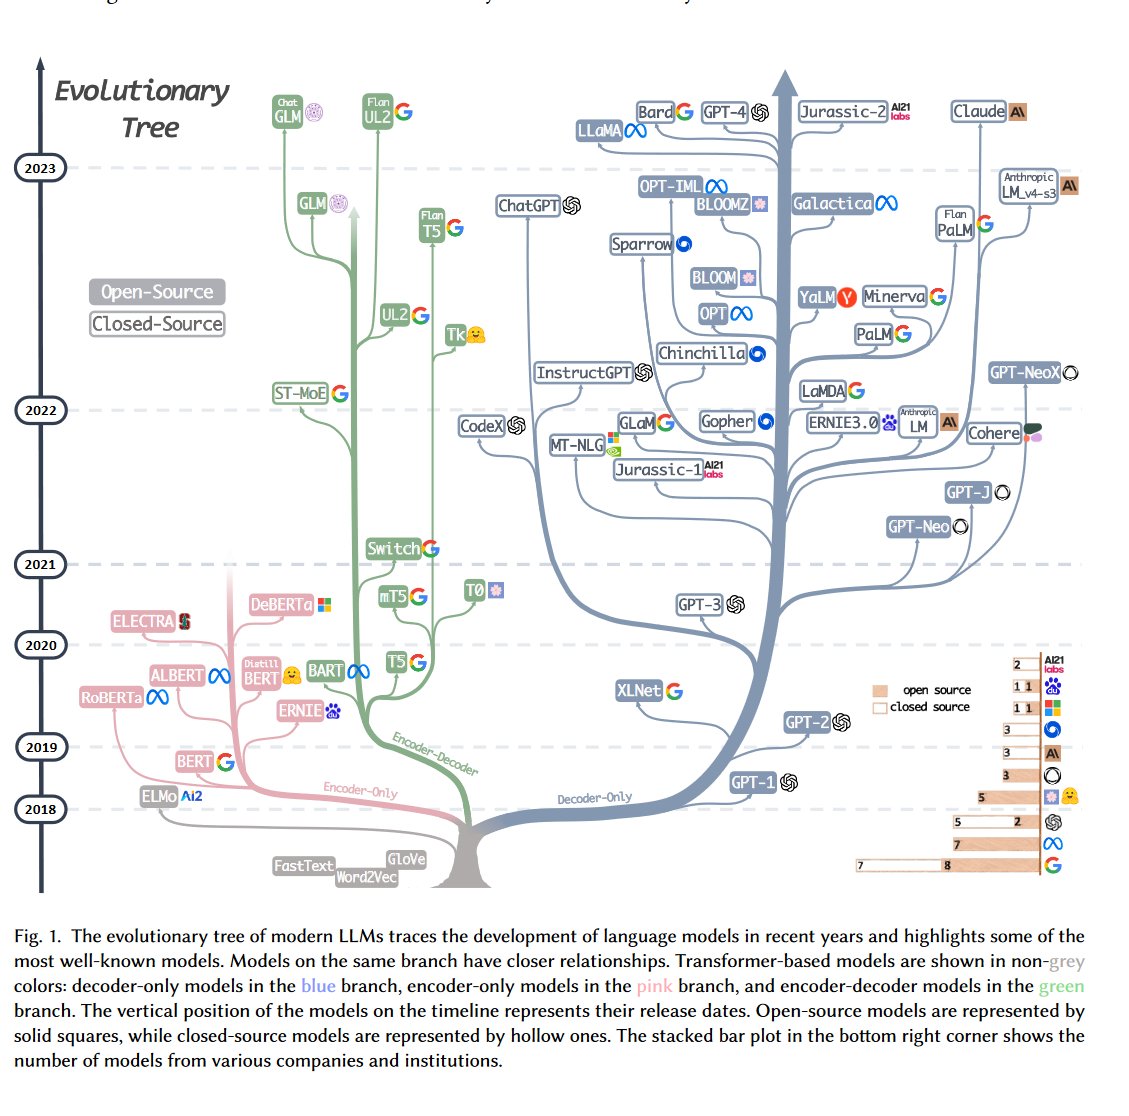 Evolutionary
Tree
Chat
GLM
Flan
UL2
Bard
GPT-4
Jurassic-2
AI21
labs
Claude
A\
LLaMA
2023
OPT-IML
BLOOMZ
Galactica
Anthropic
LM_v4-s3
A\
GLM
ChatGPT
Flan
T5
Flan
PaLM
Sparrow
Open-Source
Closed-Source
BLOOM
YaLM
Y
Minerva
UL2
OPT
Tk
PaLM
Chinchilla
InstructGPT
GPT-NeoX
ST-MoE
LaMDA
2022
CodeX
GLaM
Gopher
ERNIE3.0
du
Anthropic
LM
A\
Cohere
MT-NLG
Jurassic-1
AI21
labs
GPT-J
GPT-Neo
Switch
2021
mT5
T0
DeBERTa
GPT-3
ELECTRA
S
2020
T5
Distill
BERT
BART
ALBERT
RoBERTa
XLNet
ERNIE
du
GPT-2
2019
BERT
Encoder-Decoder
GPT-1
Encoder-Only
Decoder-Only
ELMo
Ai2
2018
GloVe
FastText
Word2Vec
open source
closed source
2
AI21
labs
1 1
du
1 1
3
3
A\
3
5
5 2
7
7 8
Fig. 1. The evolutionary tree of modern LLMs traces the development of language models in recent years and highlights some of the
most well-known models. Models on the same branch have closer relationships. Transformer-based models are shown in non-grey
colors: decoder-only models in the blue branch, encoder-only models in the pink branch, and encoder-decoder models in the green
branch. The vertical position of the models on the timeline represents their release dates. Open-source models are represented by
solid squares, while closed-source models are represented by hollow ones. The stacked bar plot in the bottom right corner shows the
number of models from various companies and institutions.